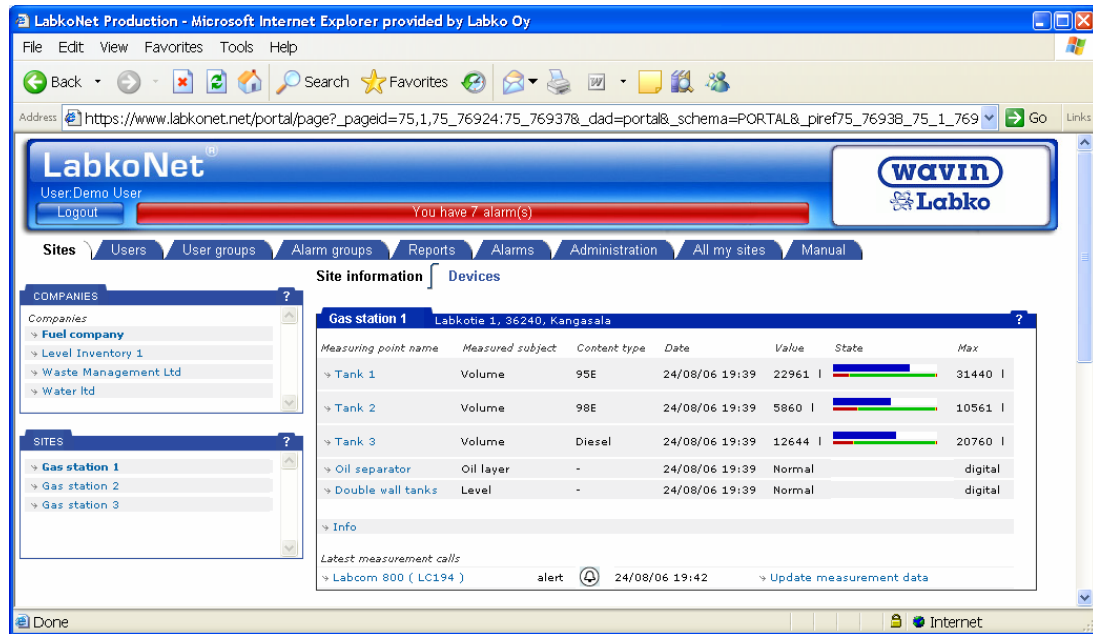 LabkoNet Production - Microsoft Internet Explorer provided by Labko Oy
File Edit View Favorites Tools Help
Back Search Favorites
Address https://www.labkonet.net/portal/page?_pageid=75,1,75_76924:75_76937&_dad=portal&_schema=PORTAL&_piref75_76938_75_1_769 Go Links
LabkoNet®
User:Demo User
Logout You have 7 alarm(s)
wavin
Labko
Sites Users User groups Alarm groups Reports Alarms Administration All my sites Manual
Site information Devices
COMPANIES ?
Companies
Fuel company
Level Inventory 1
Waste Management Ltd
Water ltd
SITES ?
Gas station 1
Gas station 2
Gas station 3
Gas station 1 Labkotie 1, 36240, Kangasala ?
Measuring point name Measured subject Content type Date Value State Max
Tank 1 Volume 95E 24/08/06 19:39 22961 l 31440 l
Tank 2 Volume 98E 24/08/06 19:39 5860 l 10561 l
Tank 3 Volume Diesel 24/08/06 19:39 12644 l 20760 l
Oil separator Oil layer - 24/08/06 19:39 Normal digital
Double wall tanks Level - 24/08/06 19:39 Normal digital
Info
Latest measurement calls
Labcom 800 ( LC194 ) alert 24/08/06 19:42 Update measurement data
Done Internet